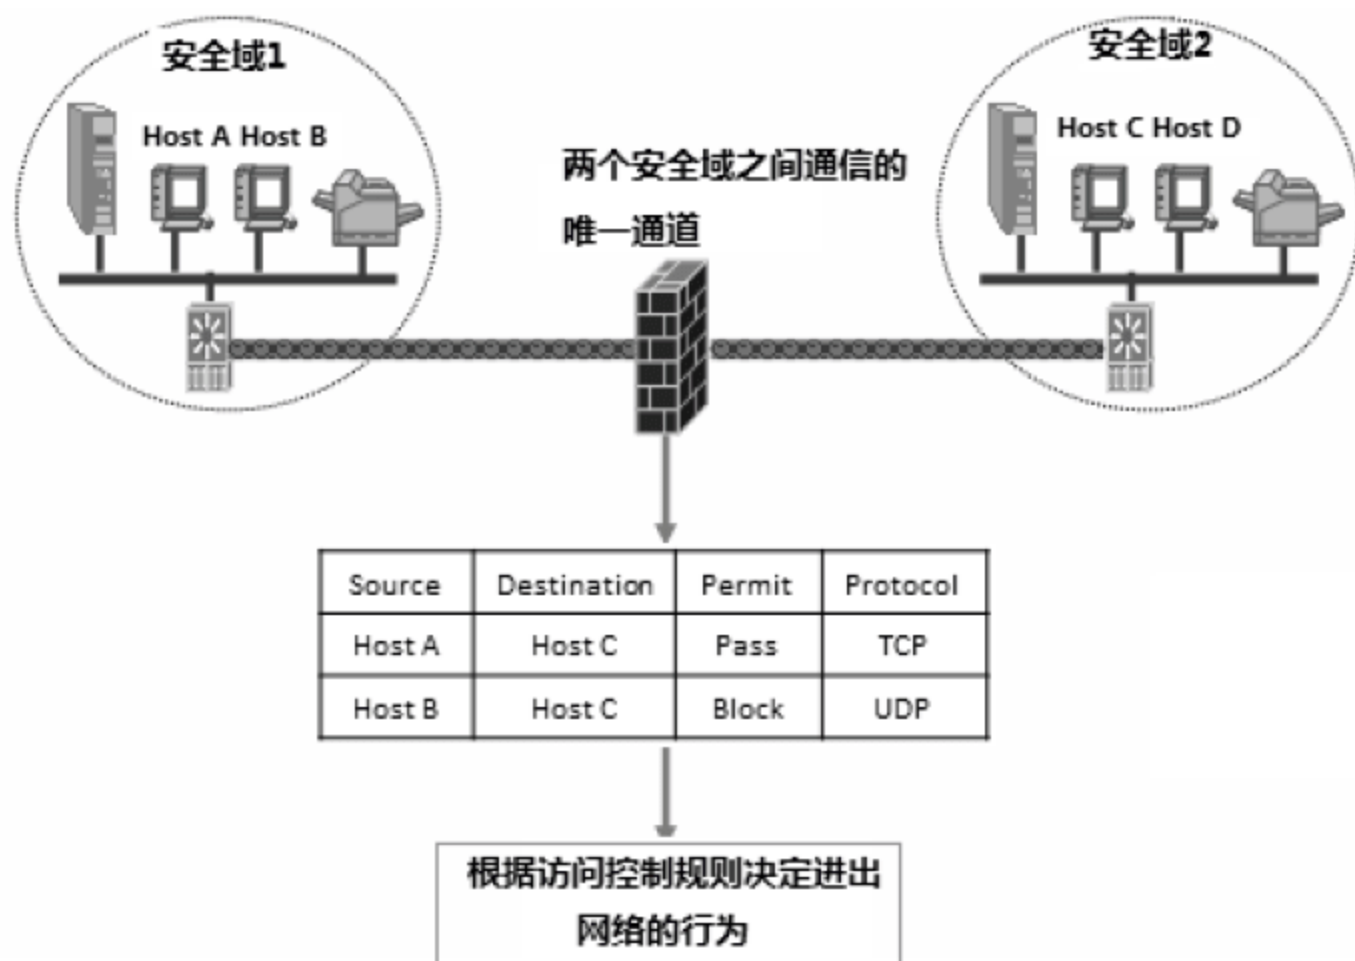 安全域1
安全域2
Host A Host B
Host C Host D
两个安全域之间通信的
唯一通道
Source Destination Permit Protocol
Host A Host C Pass TCP
Host B Host C Block UDP
根据访问控制规则决定进出
网络的行为